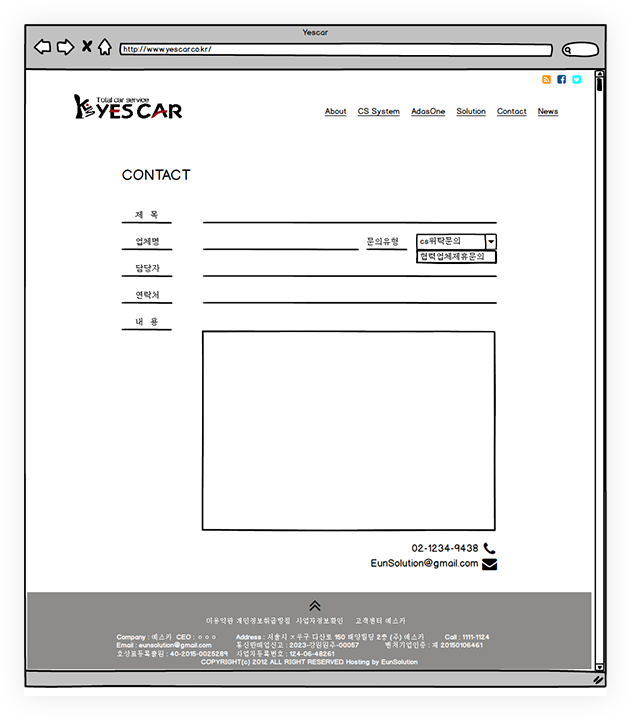 Yescar
http://www.yescar.co.kr/
Total car service
YES CAR
About CS System AdasOne Solution Contact News
CONTACT
제 목
업체명 문의유형 cs위탁문의
협력업체제휴문의
담당자
연락처
내 용
02-1234-9438
EunSolution@gmail.com
이용약관 개인정보취급방침 사업자정보확인 고객센터 예스카
Company : 예스카 CEO : ㅇㅇㅇ Address : 서울시 ㅈ우구 다산로 150 태양빌딩 2층 (주) 예스카 Call : 1111-1124
Email : eunsolution@gmail.com 통신판매업신고 : 2023-강원원주-00057 벤처기업인증 : 제 20150106461
호상표등록출원 : 40-2015-0025289 사업자등록번호 : 124-06-48261
COPYRIGHT(c) 2012 ALL RIGHT RESERVED Hosting by EunSolution